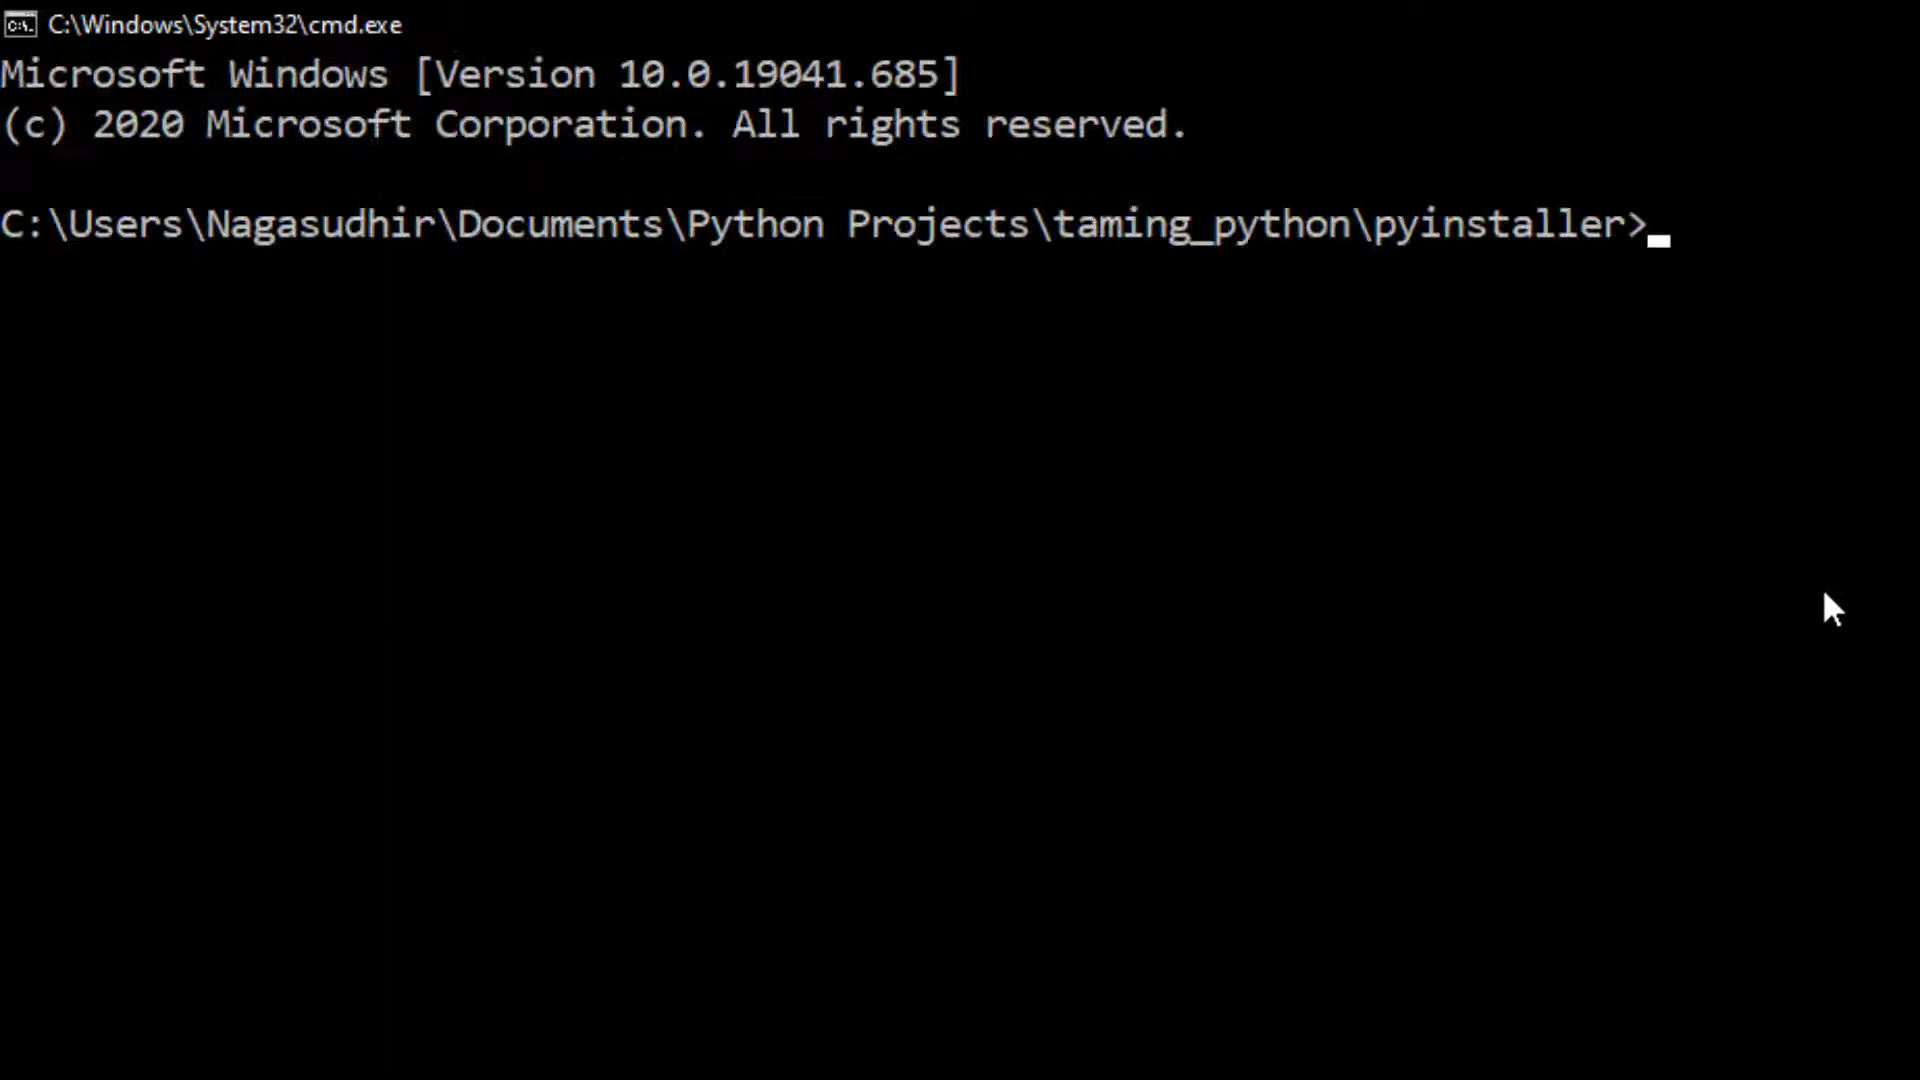 C:\Windows\System32\cmd.exe
Microsoft Windows [Version 10.0.19041.685]
(c) 2020 Microsoft Corporation. All rights reserved.
C:\Users\Nagasudhir\Documents\Python Projects\taming_python\pyinstaller>